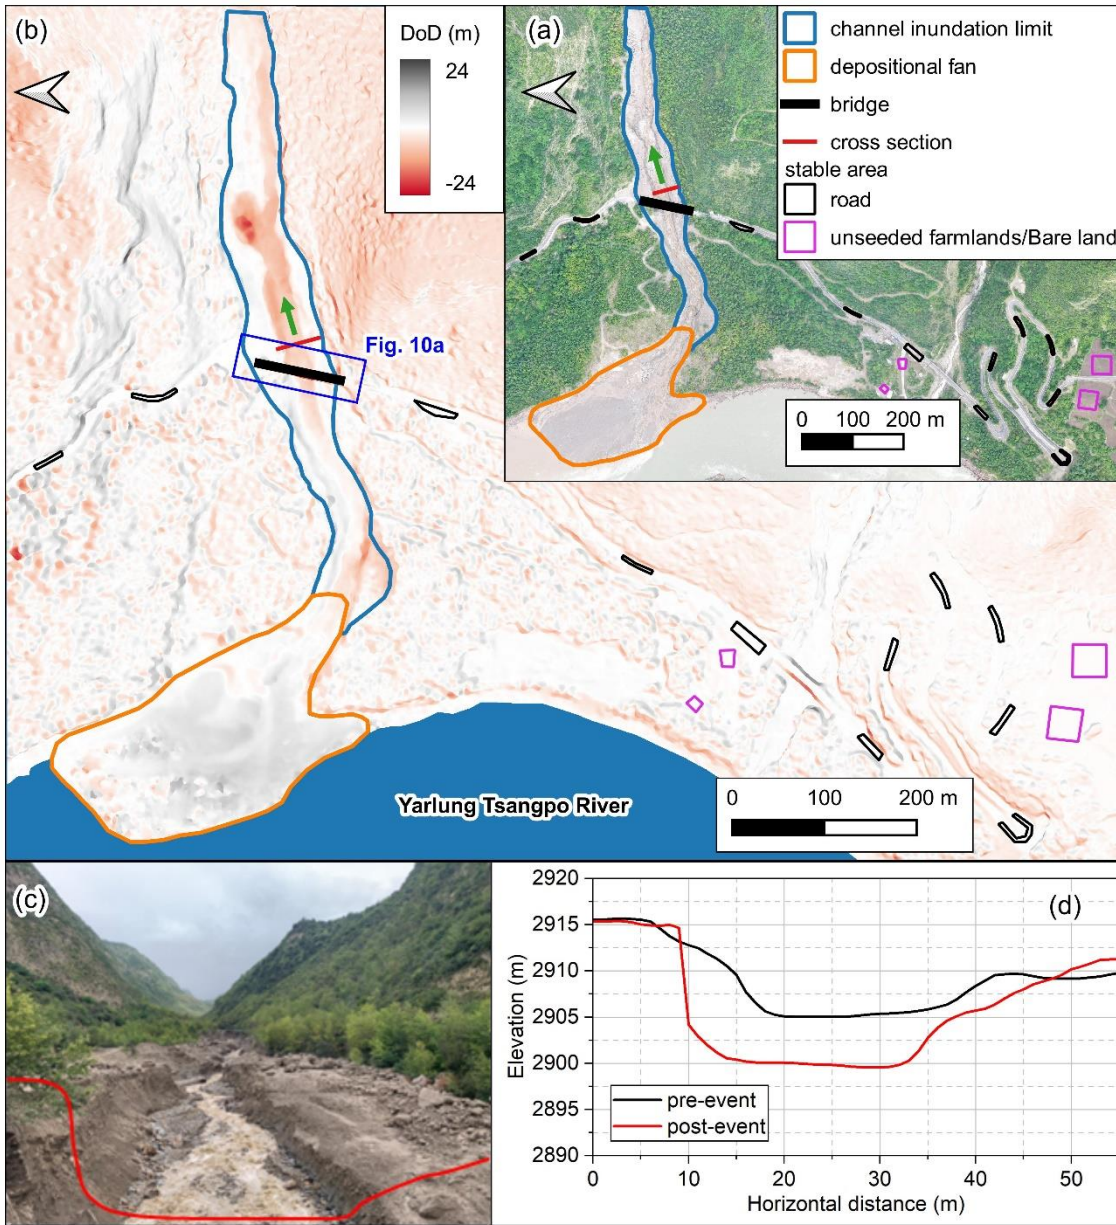 (b)
DoD (m)
24
-24
(a)
channel inundation limit
depositional fan
bridge
cross section
stable area
road
unseeded farmlands/Bare land
Fig. 10a
0 100 200 m
0 100 200 m
Yarlung Tsangpo River
(c)
(d)
2920
2915
2910
2905
2900
2895
2890
Elevation (m)
pre-event
post-event
0 10 20 30 40 50
Horizontal distance (m)